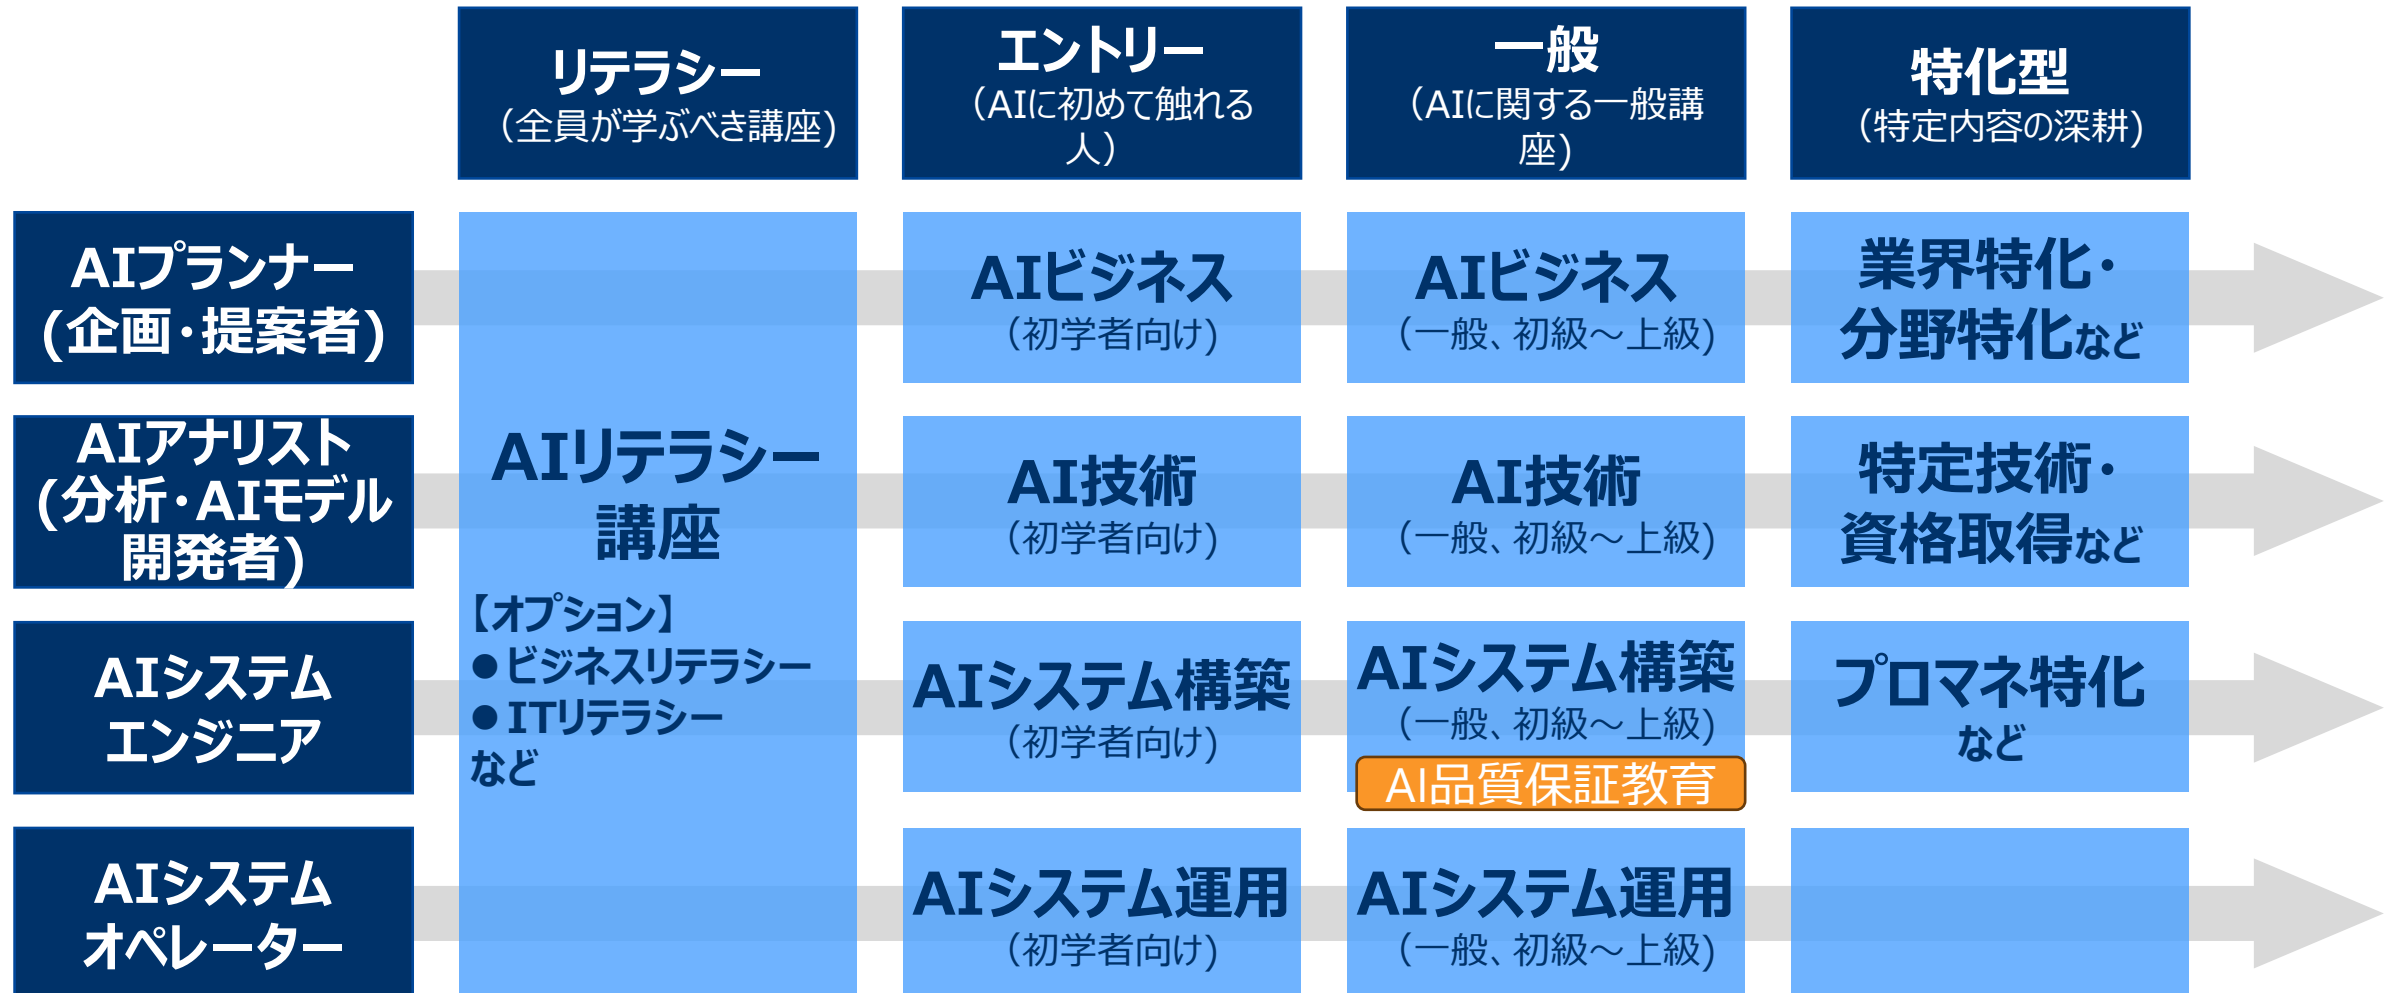 リテラシー
（全員が学ぶべき講座)
エントリー
（AIに初めて触れる
人）
一般
（AIに関する一般講
座)
特化型
（特定内容の深耕)
AIプランナー
(企画・提案者)
AIビジネス
（初学者向け)
AIビジネス
（一般、初級～上級)
業界特化・
分野特化など
AIアナリスト
(分析・AIモデル
開発者)
AIリテラシー
講座
【オプション】
● ビジネスリテラシー
● ITリテラシー
など
AI技術
（初学者向け)
AI技術
（一般、初級～上級)
特定技術・
資格取得など
AIシステム
エンジニア
AIシステム構築
（初学者向け)
AIシステム構築
（一般、初級～上級)
AI品質保証教育
プロマネ特化
など
AIシステム
オペレーター
AIシステム運用
（初学者向け)
AIシステム運用
（一般、初級～上級)